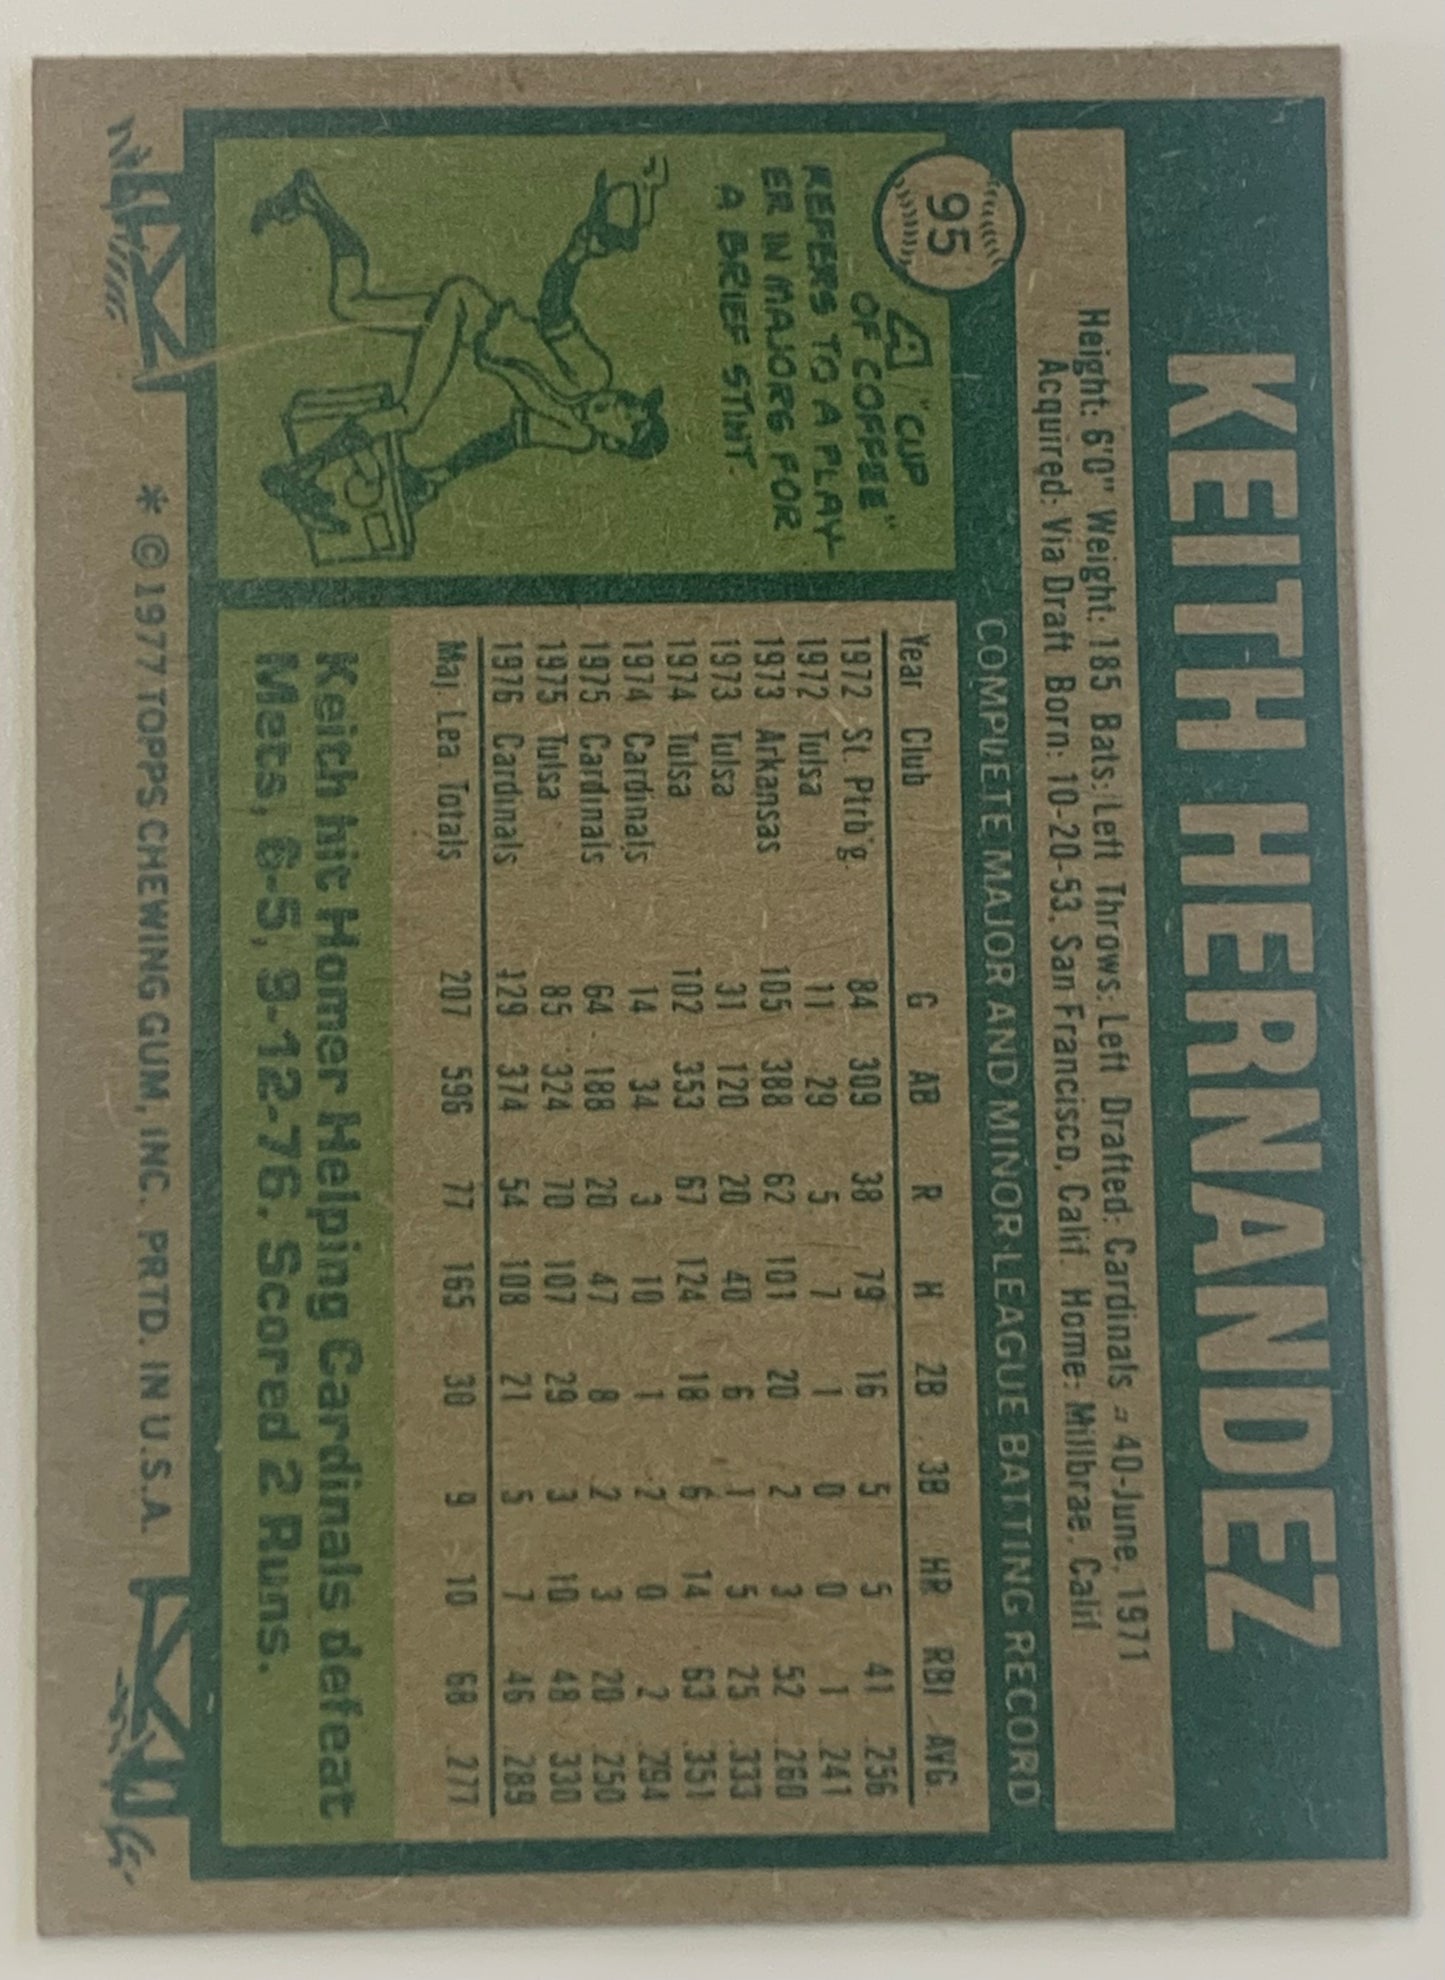 95
KEITH HERNANDEZ
Height: 6'0" Weight: 185 Bats: Left Throws: Left Drafted: Cardinals = 40-June, 1971
Acquired: Via Draft Born: 10-20-53, San Francisco, Calif. Home: Millbrae, Calif
COMPLETE MAJOR AND MINOR LEAGUE BATTING RECORD
A "CUP
OF COFFEE"
REFERS TO A PLAY-
ER IN MAJORS FOR
A BRIEF STINT.
Year Club G AB R H 2B 3B HR RBI AVG.
1972 St. Ptrb'g. 84 309 38 79 16 5 5 41 .256
1972 Tulsa 11 29 5 7 1 0 0 1 .241
1973 Arkansas 105 388 62 101 20 2 3 52 .260
1973 Tulsa 31 120 20 40 6 1 5 25 .333
1974 Tulsa 102 353 67 124 18 6 14 63 .351
1974 Cardinals 14 34 3 10 1 2 0 2 .294
1975 Cardinals 64 188 20 47 8 2 3 20 .250
1975 Tulsa 85 324 70 107 29 3 10 48 .330
1976 Cardinals 129 374 54 108 21 5 7 46 .289
Maj. Lea Totals 207 596 77 165 30 9 10 68 .277
Keith hit Homer Helping Cardinals defeat
Mets, 6-5, 9-12-76. Scored 2 Runs.
* © 1977 TOPPS CHEWING GUM, INC. PRTD. IN U.S.A.